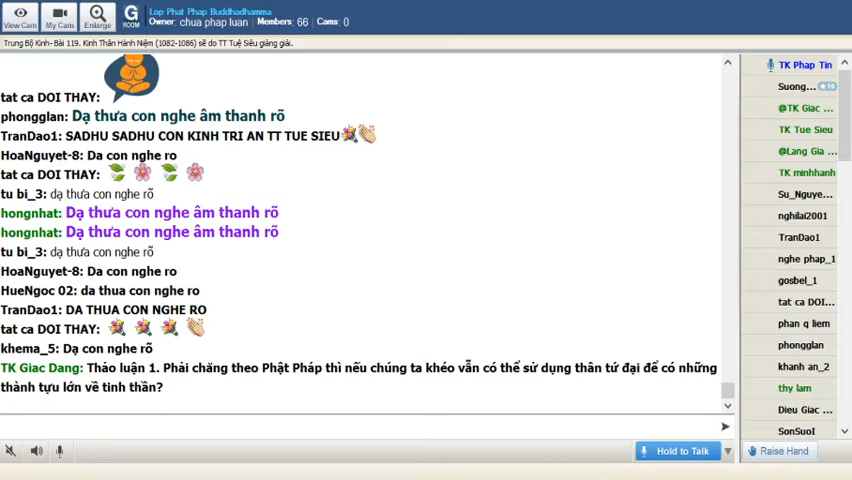 View Cam
My Cam
Enlarge
G
ROOM
Lop Phat Phap Buddhadhamma
Owner: chua phap luan Members: 66 Cams: 0
Trung Bộ Kinh- Bài 119. Kinh Thân Hành Niệm (1082-1086) sẽ do TT Tuệ Siêu giảng giải.
tat ca DOI THAY:
phongglan: Dạ thưa con nghe âm thanh rõ
TranDao1: SADHU SADHU CON KINH TRI AN TT TUE SIEU
HoaNguyet-8: Da con nghe ro
tat ca DOI THAY:
tu bi_3: dạ thưa con nghe rõ
hongnhat: Dạ thưa con nghe âm thanh rõ
hongnhat: Dạ thưa con nghe âm thanh rõ
tu bi_3: dạ thưa con nghe rõ
HoaNguyet-8: Da con nghe ro
HueNgoc 02: da thua con nghe ro
TranDao1: DA THUA CON NGHE RO
tat ca DOI THAY:
khema_5: Dạ con nghe rõ
TK Giac Dang: Thảo luận 1. Phải chăng theo Phật Pháp thì nếu chúng ta khéo vẫn có thể sử dụng thân tứ đại để có những
thành tựu lớn về tinh thần?
TK Phap Tin
Suong... ★10
@TK Giac ...
TK Tue Sieu
@Lang Gia ...
TK minhhanh
Su_Nguye...
nghilai2001
TranDao1
nghe phap_1
gosbel_1
tat ca DOI...
phan q liem
phongglan
khanh an_2
thy lam
Dieu Giac ...
SonSuoI
Hold to Talk
Raise Hand